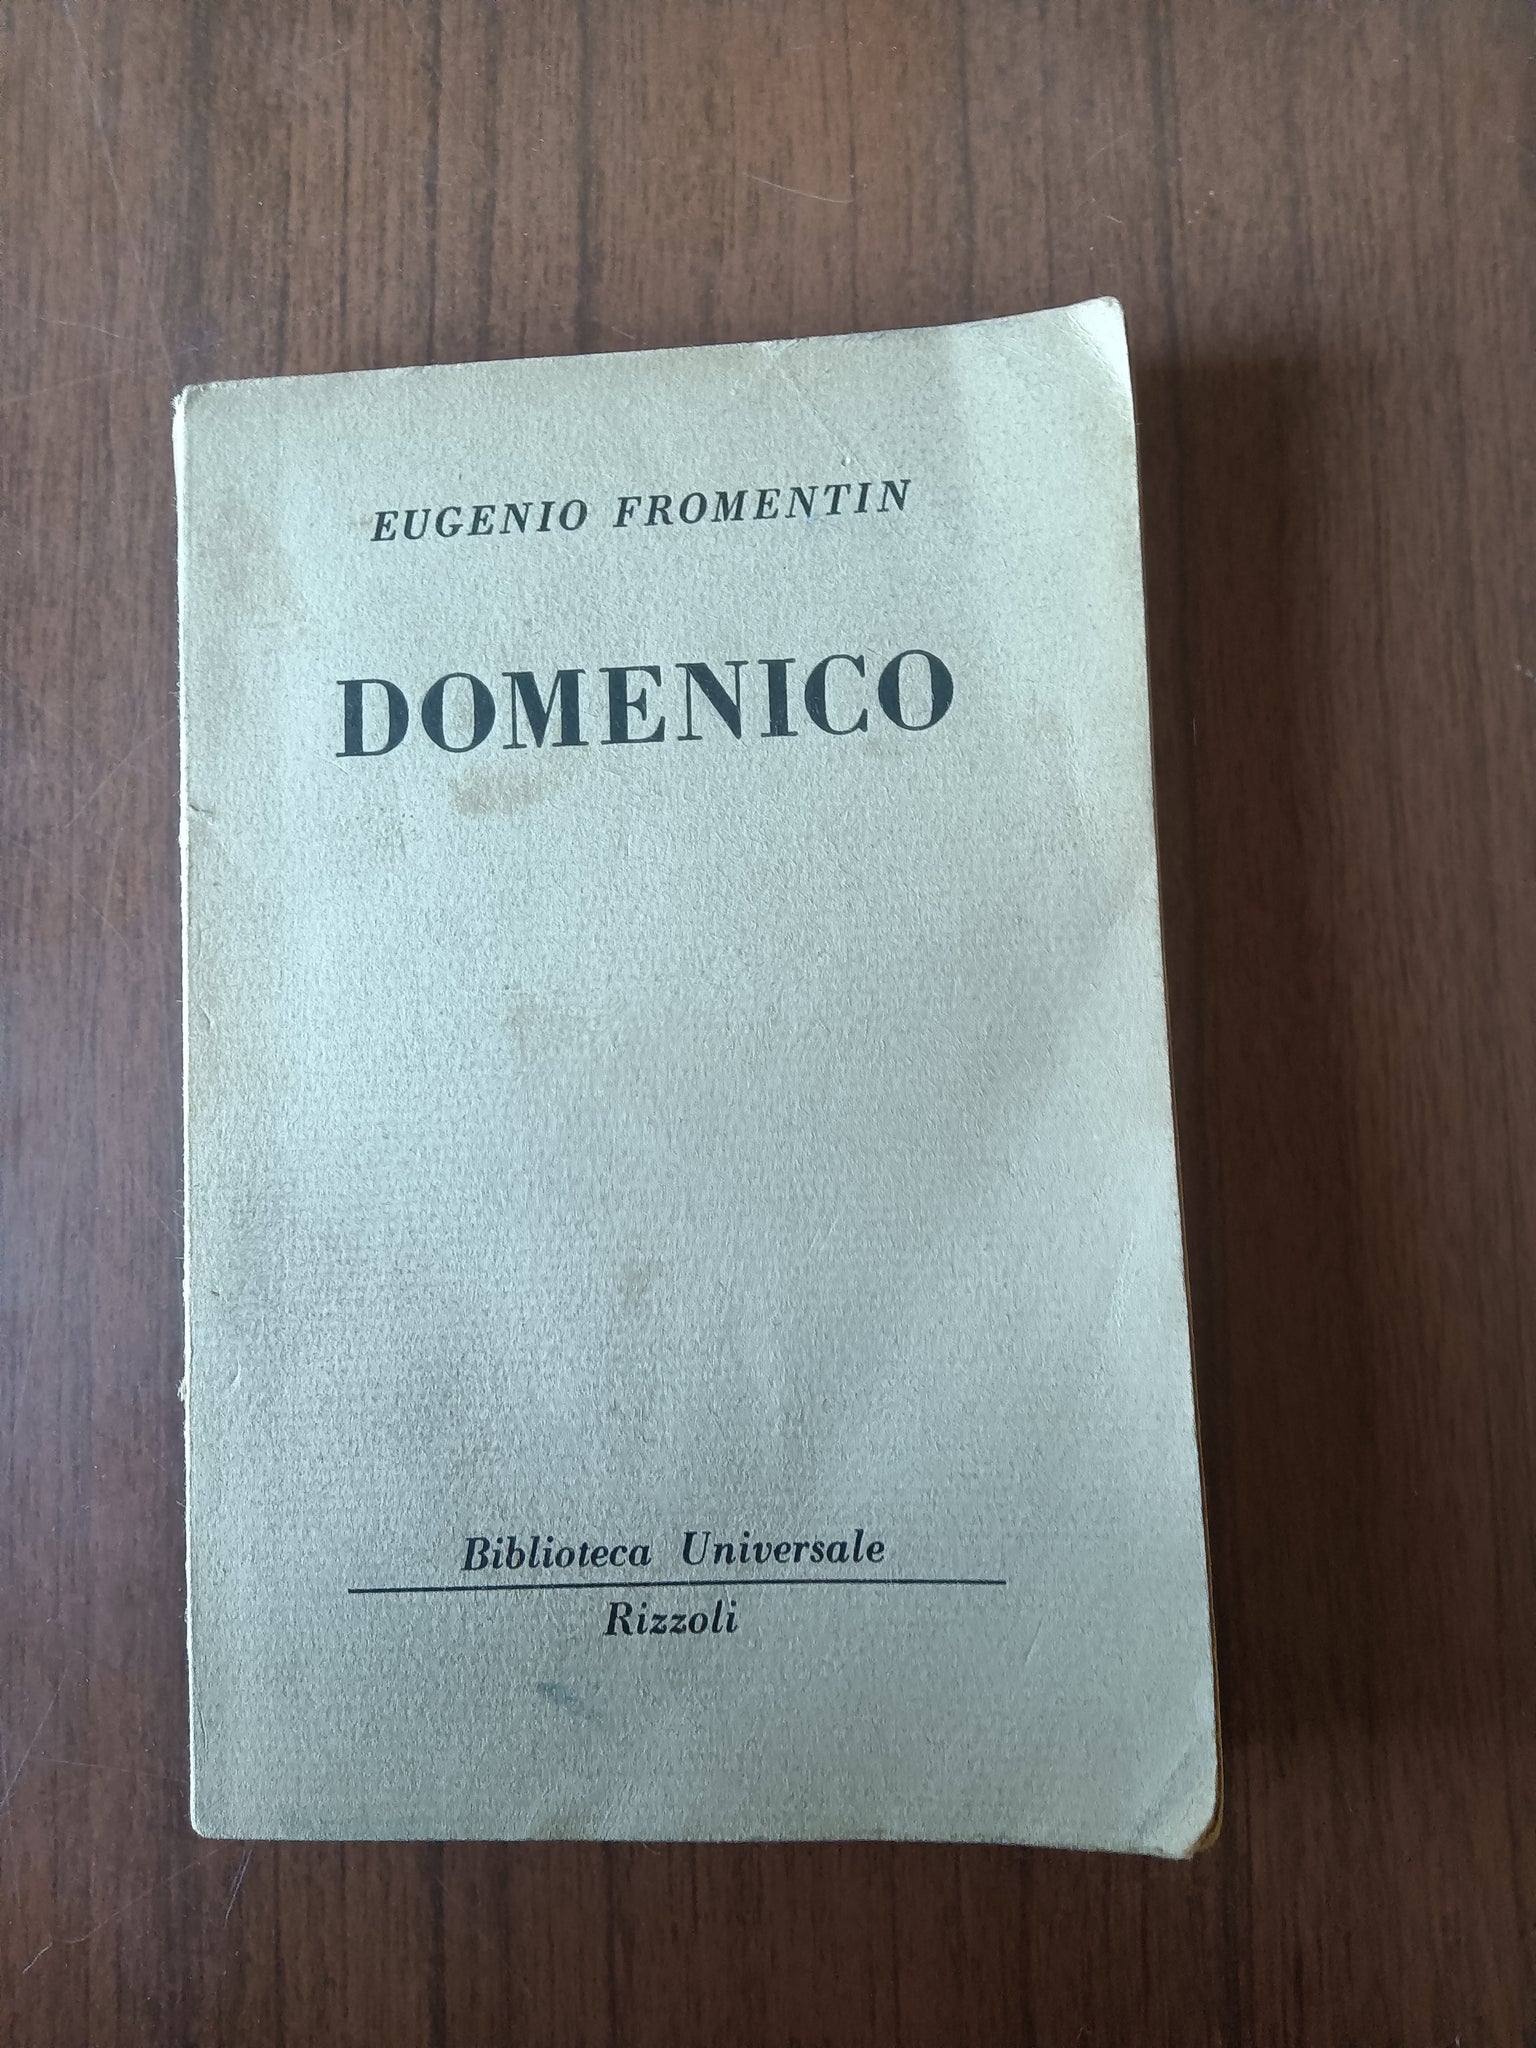 EUGENIO FROMENTIN
DOMENICO
Biblioteca Universale
Rizzoli